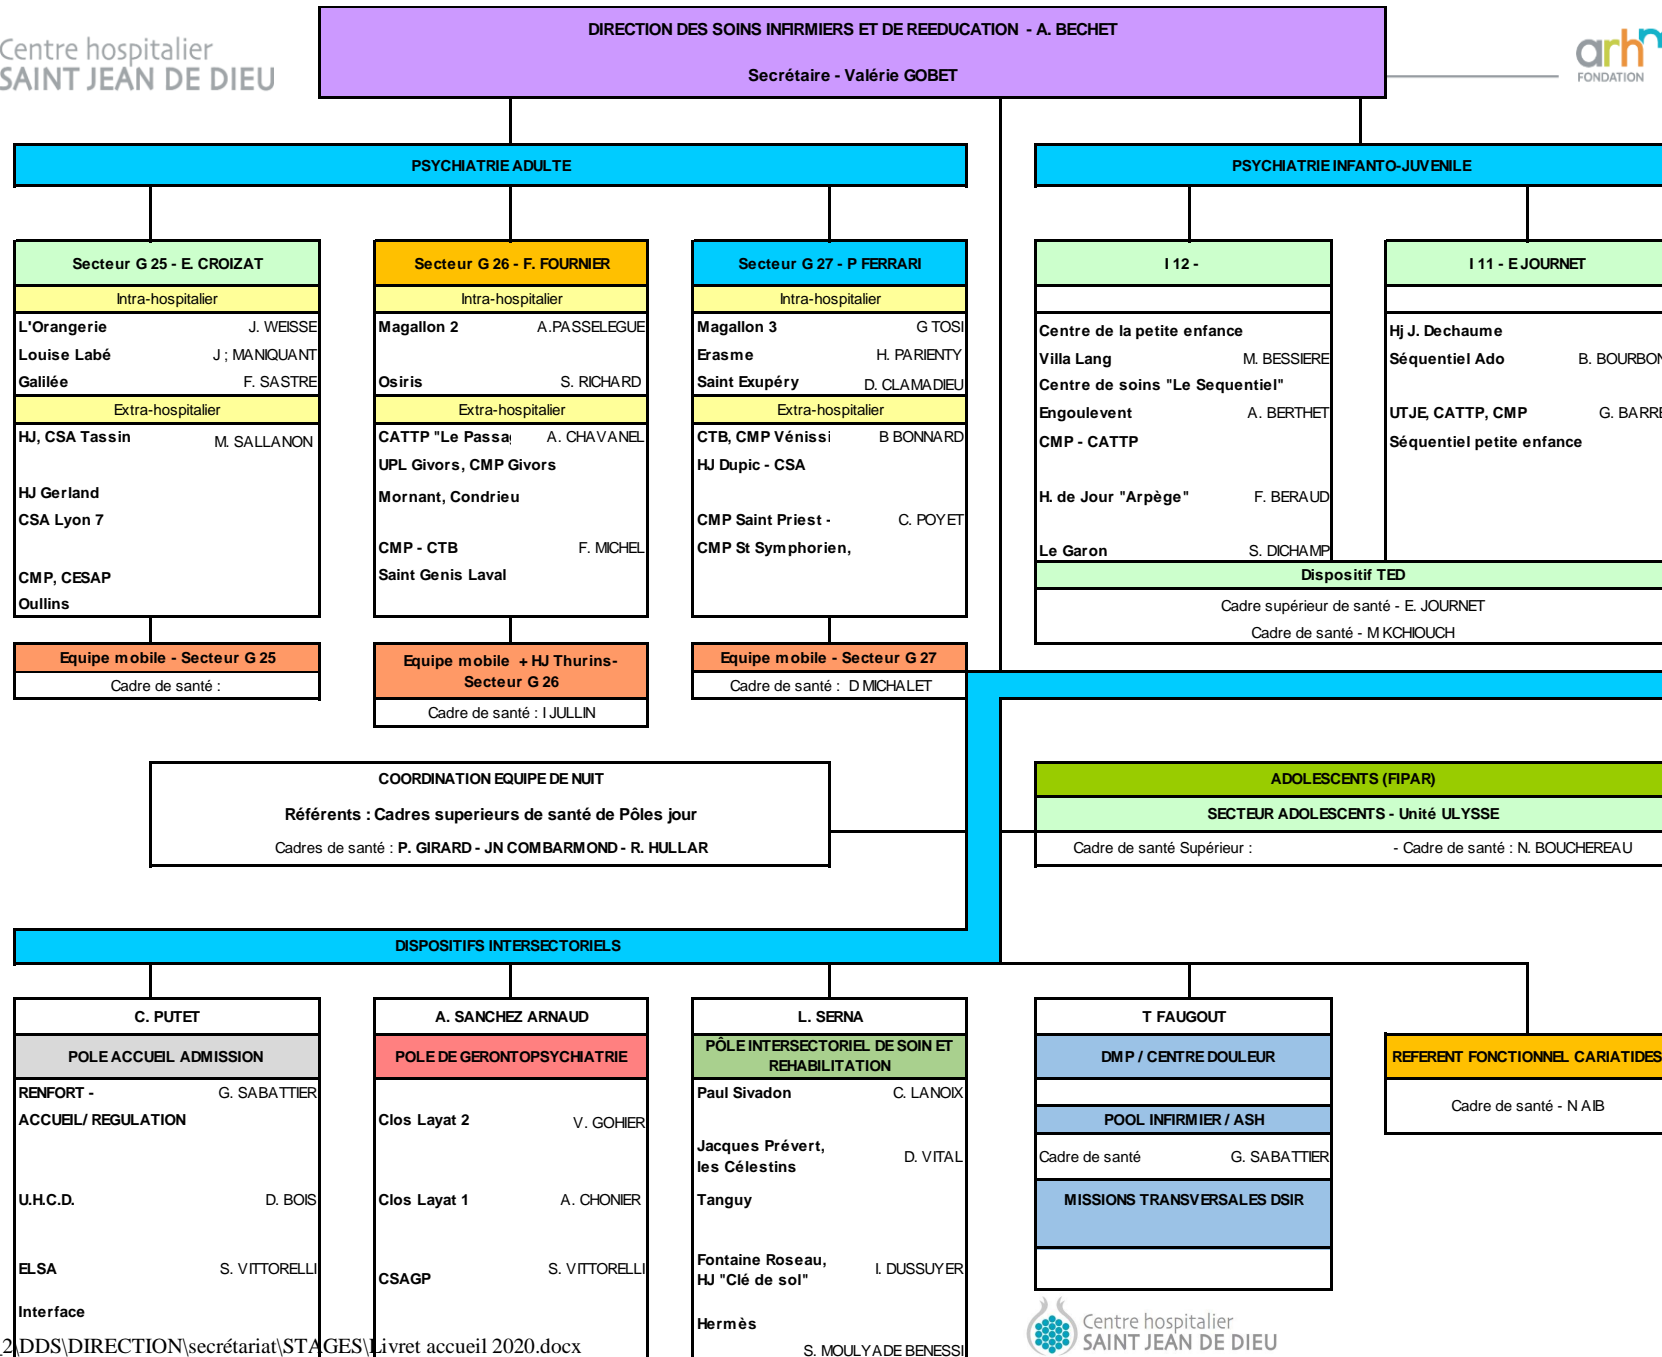 DIRECTION DES SOINS INFIRMIERS ET DE REEDUCATION - A. BECHET
Secrétaire - Valérie GOBET
Centre hospitalier
SAINT JEAN DE DIEU
arhm
FONDATION
PSYCHIATRIE ADULTE
PSYCHIATRIE INFANTO-JUVENILE
Secteur G 25 - E. CROIZAT
Intra-hospitalier
L'Orangerie J. WEISSE
Louise Labé J ; MANIQUANT
Galilée F. SASTRE
Extra-hospitalier
HJ, CSA Tassin M. SALLANON
HJ Gerland
CSA Lyon 7
CMP, CESAP
Oullins
Equipe mobile - Secteur G 25
Cadre de santé :
Secteur G 26 - F. FOURNIER
Intra-hospitalier
Magallon 2 A.PASSELEGUE
Osiris S. RICHARD
Extra-hospitalier
CATTP "Le Passa A. CHAVANEL
UPL Givors, CMP Givors
Mornant, Condrieu
CMP - CTB F. MICHEL
Saint Genis Laval
Equipe mobile + HJ Thurins-
Secteur G 26
Cadre de santé : I JULLIN
Secteur G 27 - P FERRARI
Intra-hospitalier
Magallon 3 G TOSI
Erasme H. PARIENTY
Saint Exupéry D. CLAMADIEU
Extra-hospitalier
CTB, CMP Vénissi B BONNARD
HJ Dupic - CSA
CMP Saint Priest - C. POYET
CMP St Symphorien,
Equipe mobile - Secteur G 27
Cadre de santé : D MICHALET
I 12 -
Centre de la petite enfance
Villa Lang M. BESSIERE
Centre de soins "Le Sequentiel"
Engoulevent A. BERTHET
CMP - CATTP
H. de Jour "Arpège" F. BERAUD
Le Garon S. DICHAMP
I 11 - E JOURNET
Hj J. Dechaume
Séquentiel Ado B. BOURBON
UTJE, CATTP, CMP G. BARRE
Séquentiel petite enfance
Dispositif TED
Cadre supérieur de santé - E. JOURNET
Cadre de santé - M KCHIOUCH
COORDINATION EQUIPE DE NUIT
Référents : Cadres superieurs de santé de Pôles jour
Cadres de santé : P. GIRARD - JN COMBARMOND - R. HULLAR
ADOLESCENTS (FIPAR)
SECTEUR ADOLESCENTS - Unité ULYSSE
Cadre de santé Supérieur : - Cadre de santé : N. BOUCHEREAU
DISPOSITIFS INTERSECTORIELS
C. PUTET
POLE ACCUEIL ADMISSION
RENFORT - G. SABATTIER
ACCUEIL/ REGULATION
U.H.C.D. D. BOIS
ELSA S. VITTORELLI
Interface
A. SANCHEZ ARNAUD
POLE DE GERONTOPSYCHIATRIE
Clos Layat 2 V. GOHIER
Clos Layat 1 A. CHONIER
CSAGP S. VITTORELLI
L. SERNA
PÔLE INTERSECTORIEL DE SOIN ET
REHABILITATION
Paul Sivadon C. LANOIX
Jacques Prévert,
les Célestins D. VITAL
Tanguy
Fontaine Roseau,
HJ "Clé de sol" I. DUSSUYER
Hermès
S. MOULYADE BENESSI
T FAUGOUT
DMP / CENTRE DOULEUR
POOL INFIRMIER / ASH
Cadre de santé G. SABATTIER
MISSIONS TRANSVERSALES DSIR
REFERENT FONCTIONNEL CARIATIDES
Cadre de santé - N AIB
Centre hospitalier
SAINT JEAN DE DIEU
2\DDS\DIRECTION\secrétariat\STAGES\Livret accueil 2020.docx